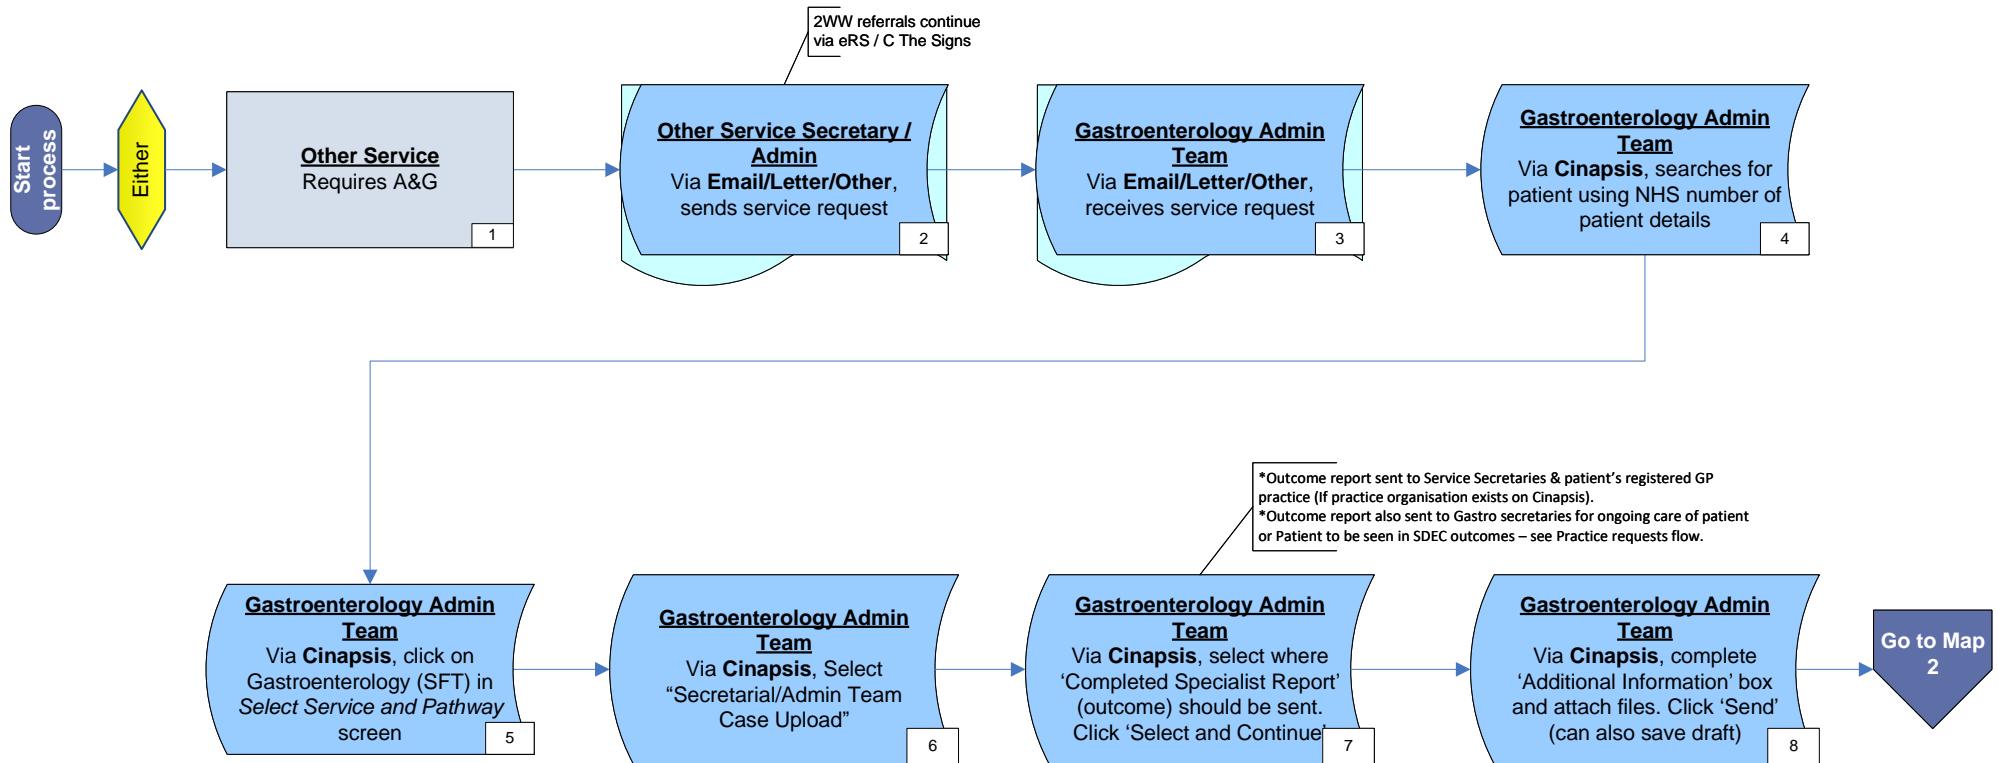 2WW referrals continue
via eRS / C The Signs
Start
process
Either
Other Service
Requires A&G
1
Other Service Secretary /
Admin
Via Email/Letter/Other,
sends service request
2
Gastroenterology Admin
Team
Via Email/Letter/Other,
receives service request
3
Gastroenterology Admin
Team
Via Cinapsis, searches for
patient using NHS number of
patient details
4
*Outcome report sent to Service Secretaries & patient's registered GP
practice (If practice organisation exists on Cinapsis).
*Outcome report also sent to Gastro secretaries for ongoing care of patient
or Patient to be seen in SDEC outcomes – see Practice requests flow.
Gastroenterology Admin
Team
Via Cinapsis, click on
Gastroenterology (SFT) in
Select Service and Pathway
screen
5
Gastroenterology Admin
Team
Via Cinapsis, Select
“Secretarial/Admin Team
Case Upload”
6
Gastroenterology Admin
Team
Via Cinapsis, select where
‘Completed Specialist Report’
(outcome) should be sent.
Click ‘Select and Continue’
7
Gastroenterology Admin
Team
Via Cinapsis, complete
‘Additional Information’ box
and attach files. Click ‘Send’
(can also save draft)
8
Go to Map
2